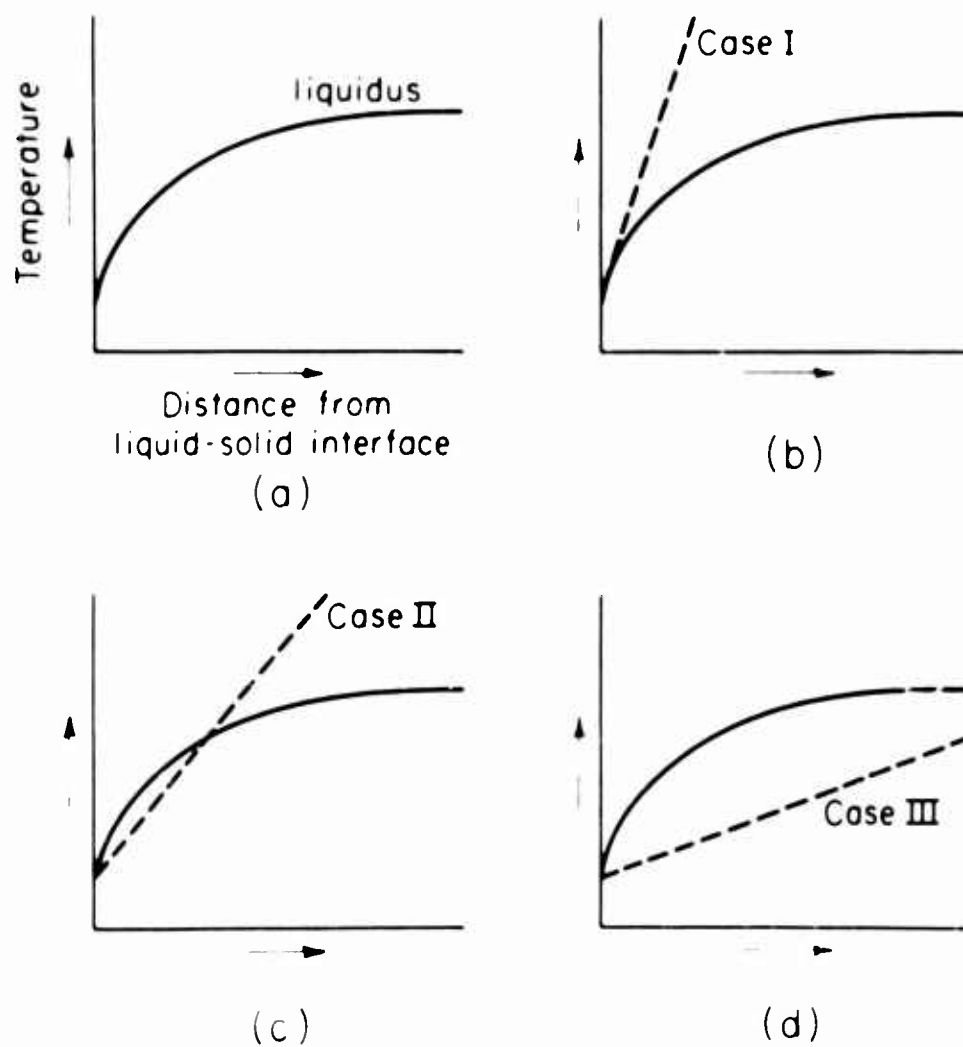 Temperature
liquidus
Distance from
liquid-solid interface
(a)
Case I
(b)
Case II
(c)
Case III
(d)